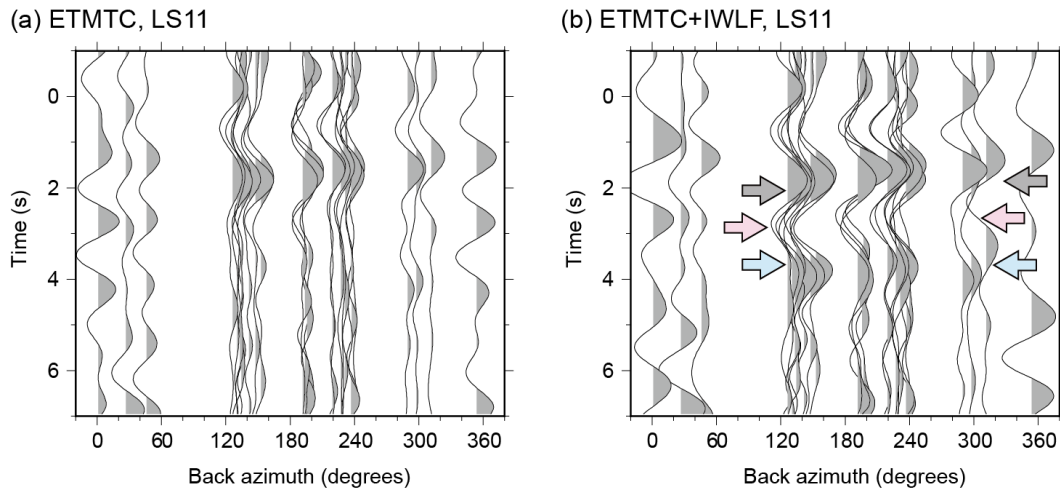 (a) ETMTC, LS11
(b) ETMTC+IWLF, LS11
0
2
4
6
Time (s)
0 60 120 180 240 300 360
Back azimuth (degrees)
0
2
4
6
Time (s)
0 60 120 180 240 300 360
Back azimuth (degrees)